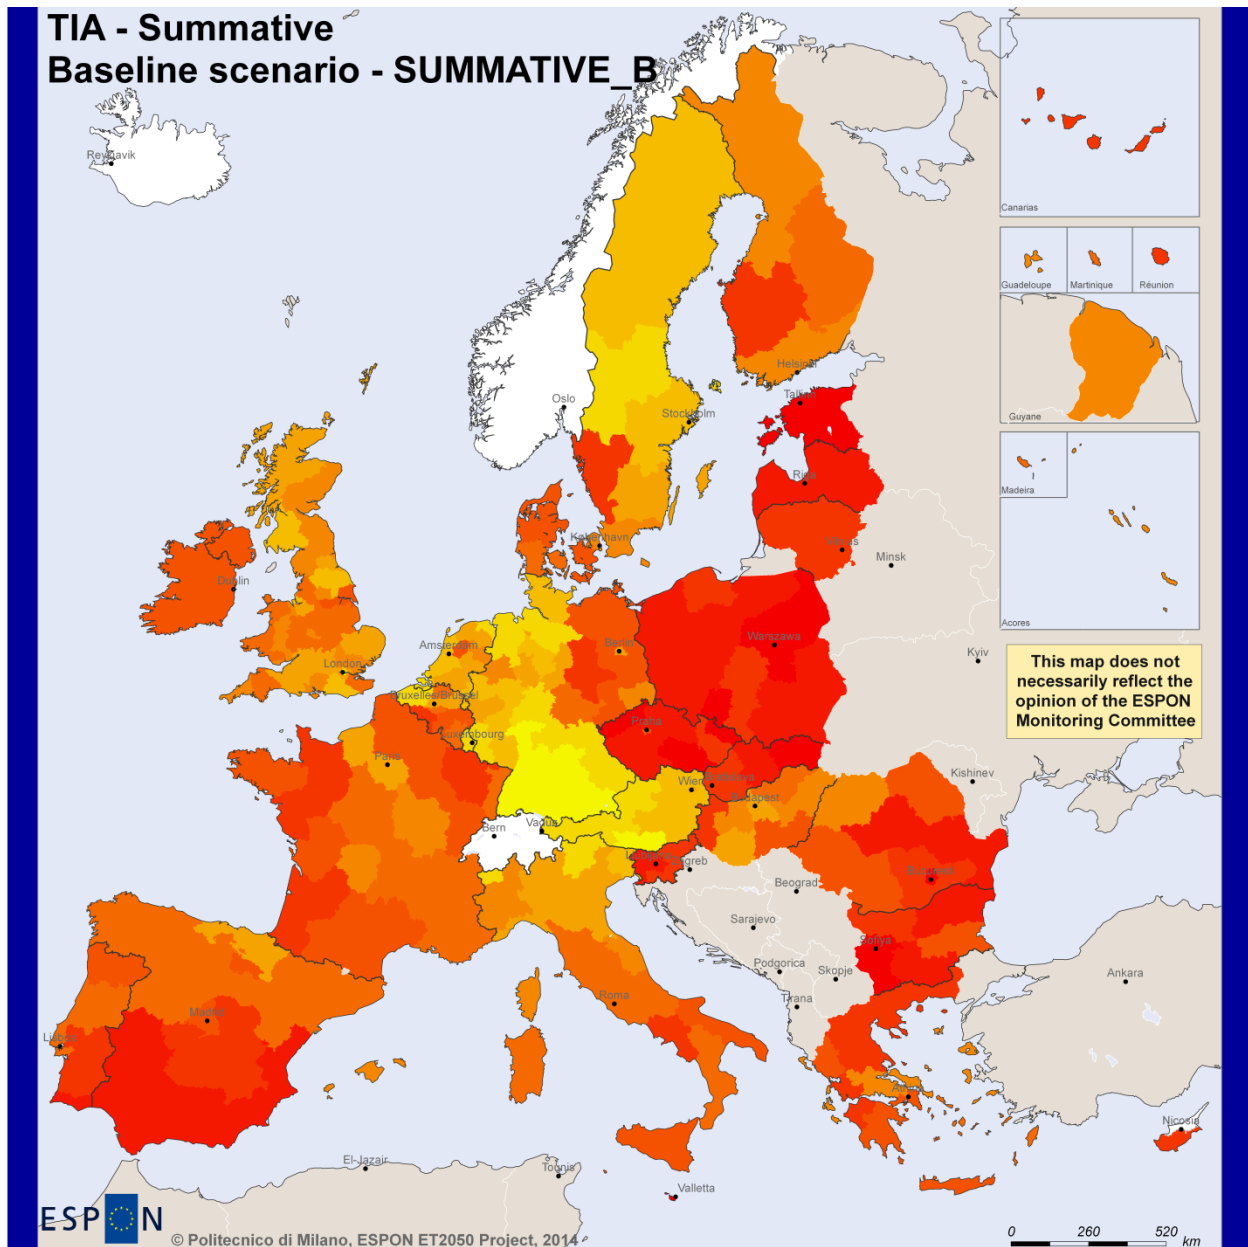 TIA - Summative
Baseline scenario - SUMMATIVE_B
Reykjavik
Canarias
Guadeloupe
Martinique
Réunion
Guyane
Madeira
Acores
Oslo
Stockholm
Helsinki
Tallinn
Riga
Vilnius
Minsk
København
Dublin
London
Amsterdam
Berlin
Warszawa
Kyiv
Bruxelles/Brussel
Luxembourg
Praha
Paris
Wien
Bratislava
Budapest
Kishinev
Bern
Vaduz
Ljubljana
Zagreb
Beograd
Bucuresti
Sarajevo
Sofiya
Podgorica
Skopje
Tirana
Ankara
Roma
Madrid
Lisboa
Athina
Nicosia
El-Jazair
Tounis
Valletta
This map does not
necessarily reflect the
opinion of the ESPON
Monitoring Committee
ESPON
© Politecnico di Milano, ESPON ET2050 Project, 2014
0 260 520
km